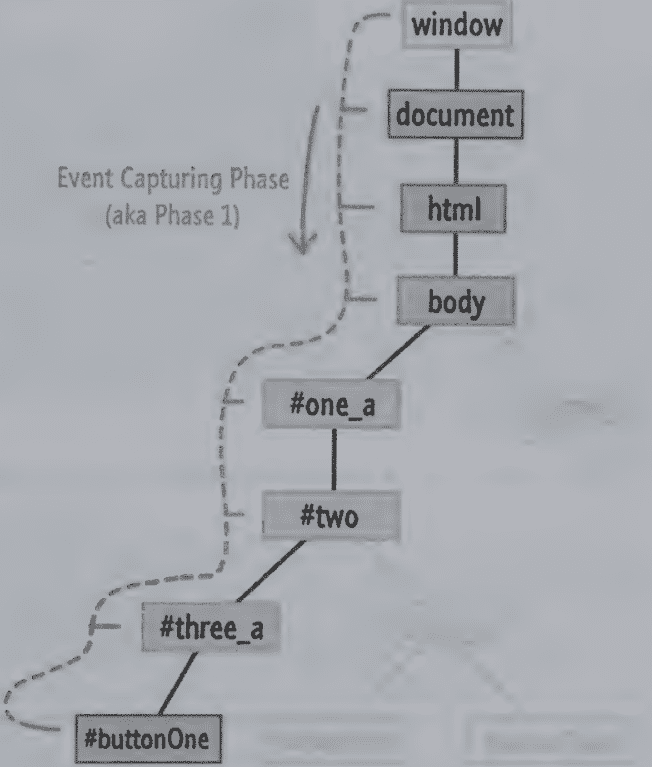 window
document
Event Capturing Phase
(aka Phase 1)
html
body
#one_a
#two
#three_a
#buttonOne